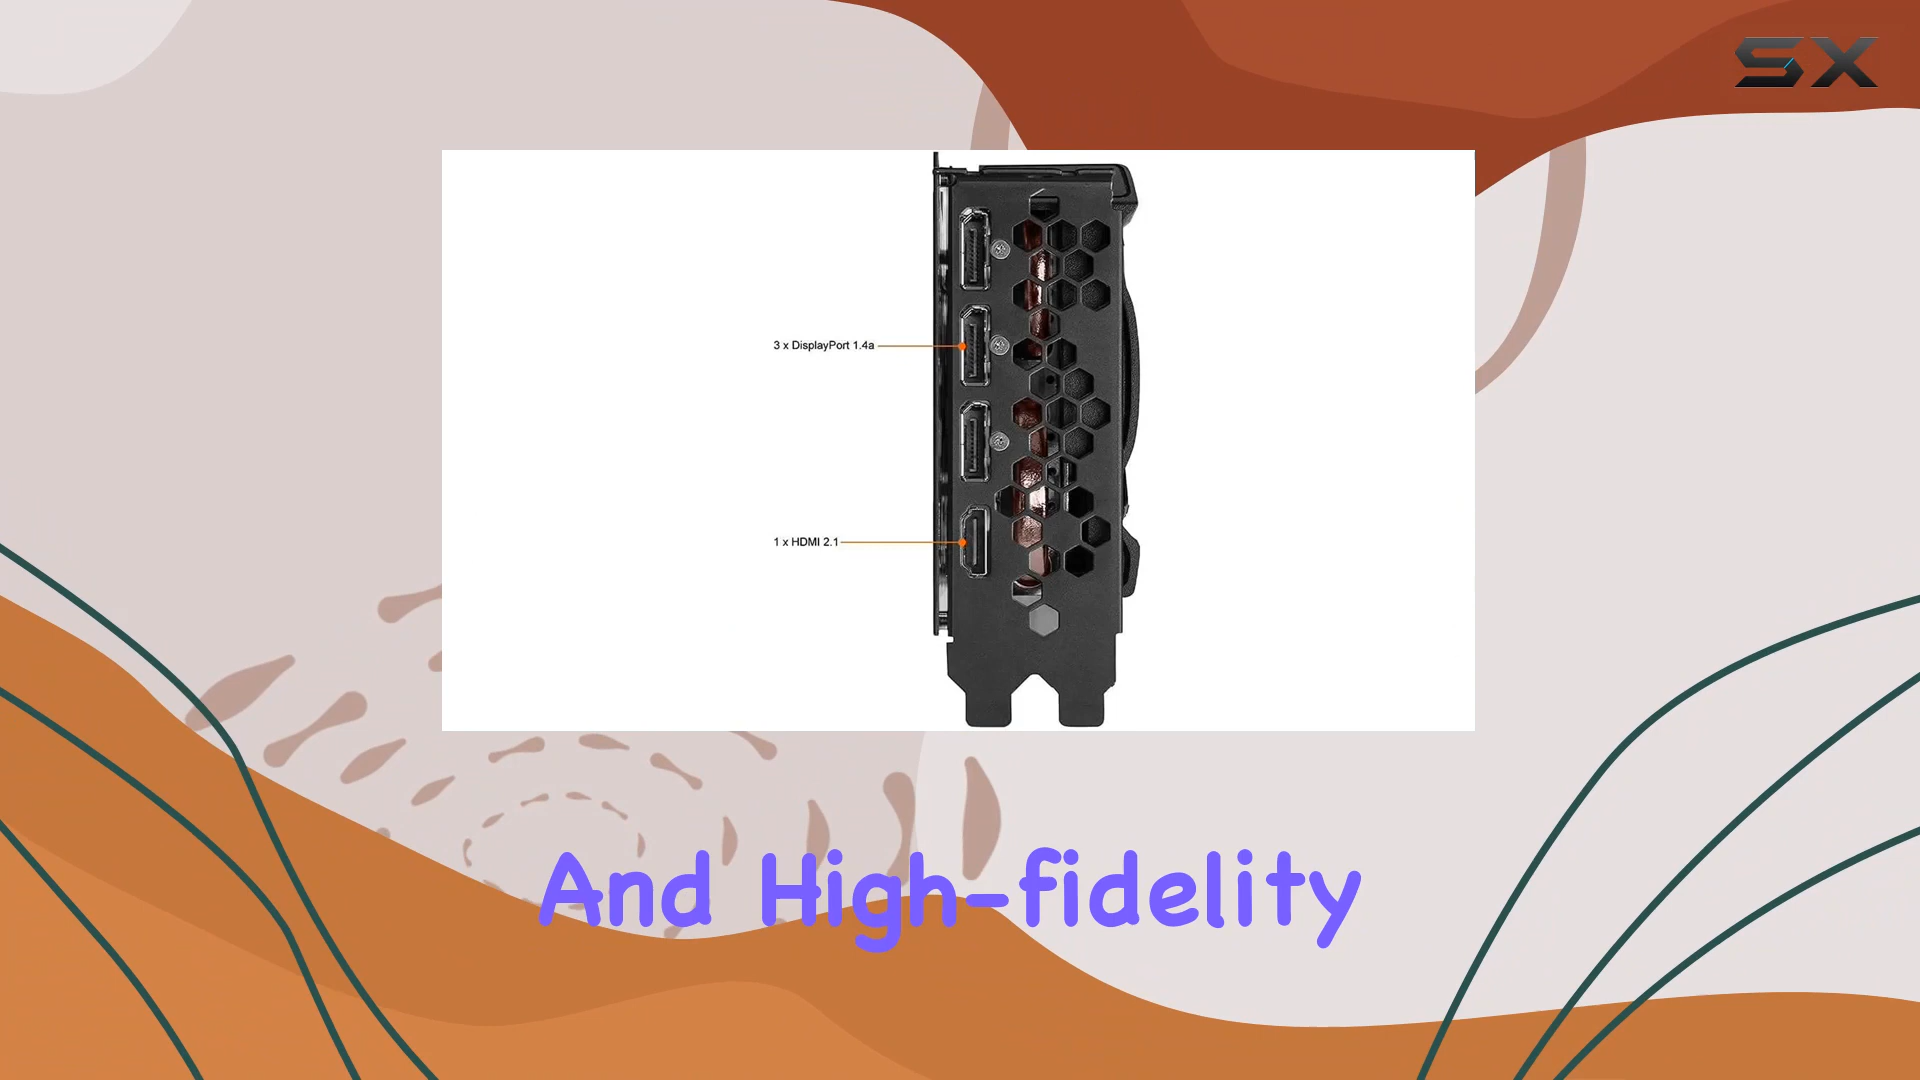 SX
3 x DisplayPort 1.4a
1 x HDMI 2.1
And High-fidelity